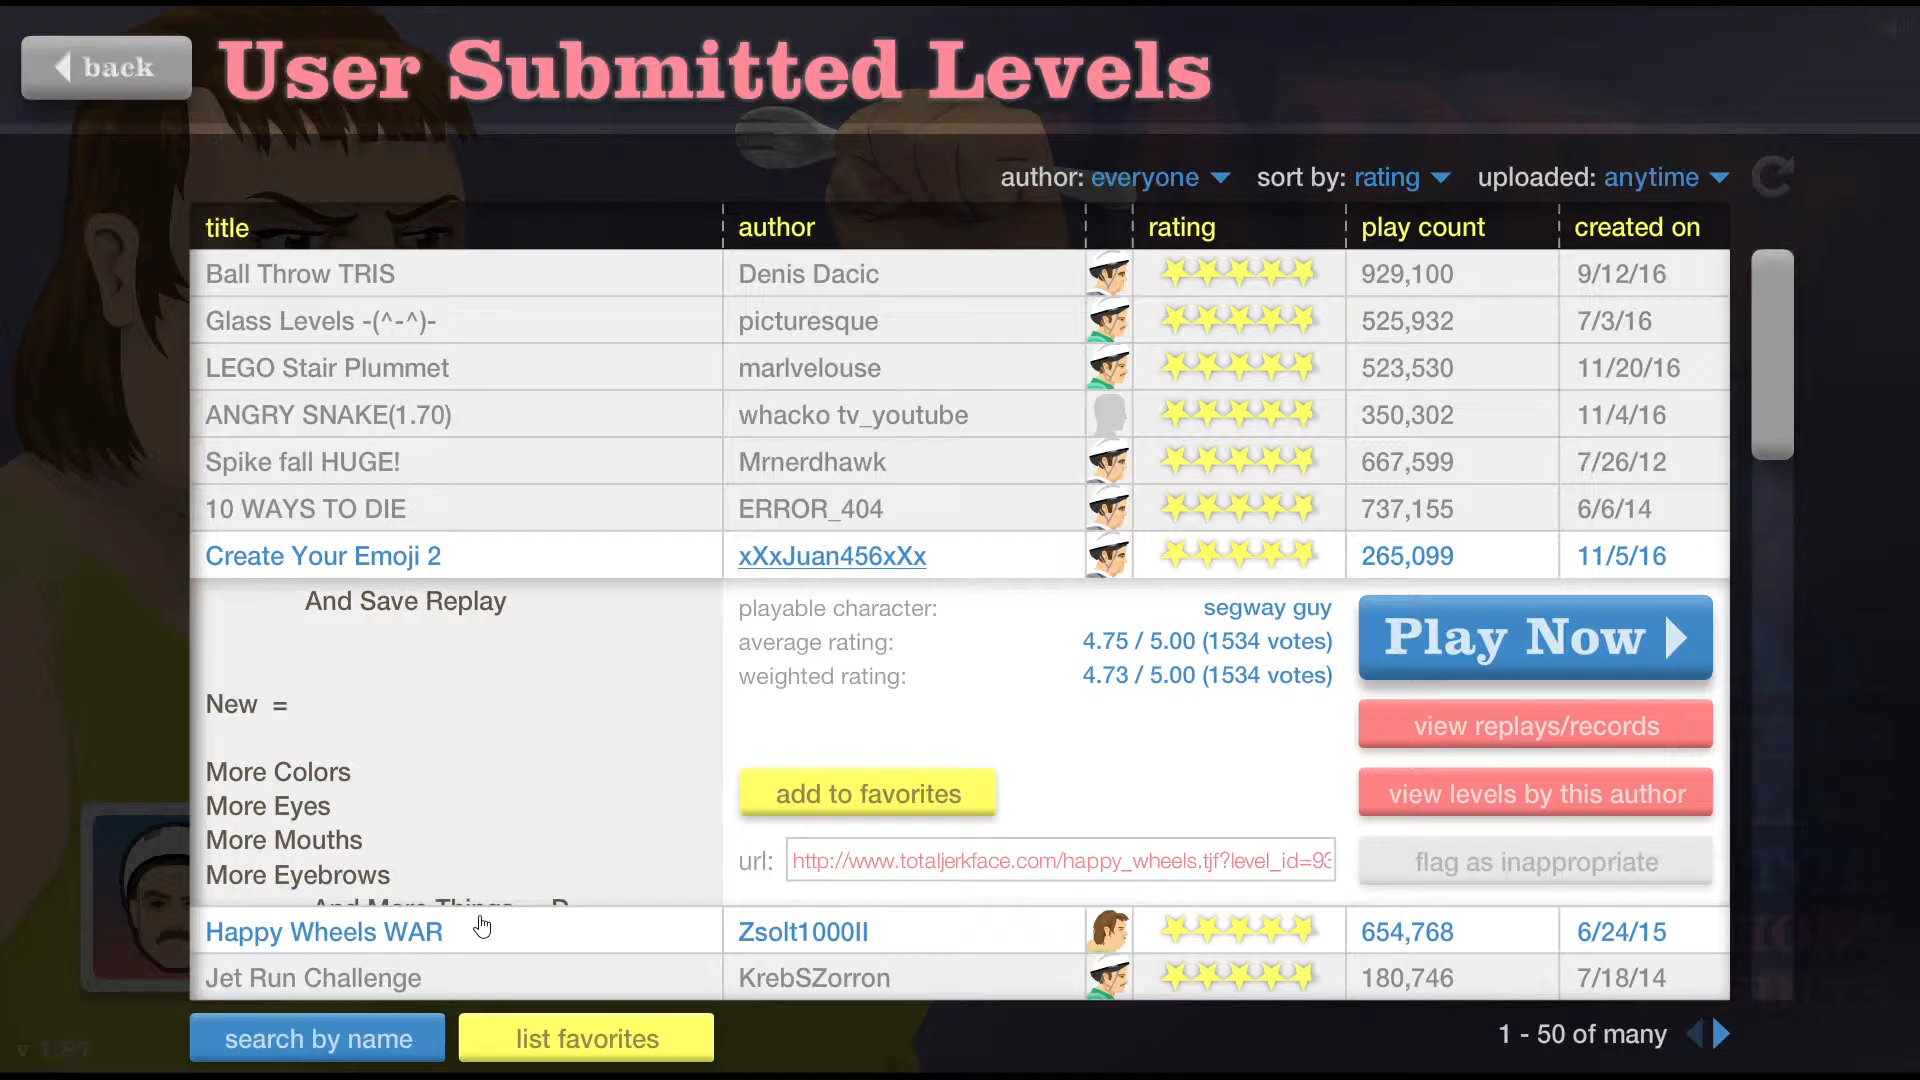 back
User Submitted Levels
author: everyone sort by: rating uploaded: anytime
title author rating play count created on
Ball Throw TRIS Denis Dacic 929,100 9/12/16
Glass Levels -(^-^)- picturesque 525,932 7/3/16
LEGO Stair Plummet marlvelouse 523,530 11/20/16
ANGRY SNAKE(1.70) whacko tv_youtube 350,302 11/4/16
Spike fall HUGE! Mrnerdhawk 667,599 7/26/12
10 WAYS TO DIE ERROR_404 737,155 6/6/14
Create Your Emoji 2 xXxJuan456xXx 265,099 11/5/16
And Save Replay
New =
More Colors
More Eyes
More Mouths
More Eyebrows
And More Things
playable character: segway guy
average rating: 4.75 / 5.00 (1534 votes)
weighted rating: 4.73 / 5.00 (1534 votes)
add to favorites
url: http://www.totaljerkface.com/happy_wheels.tjf?level_id=93
Play Now
view replays/records
view levels by this author
flag as inappropriate
Happy Wheels WAR Zsolt1000II 654,768 6/24/15
Jet Run Challenge KrebSZorron 180,746 7/18/14
search by name list favorites 1 - 50 of many
v 1.87